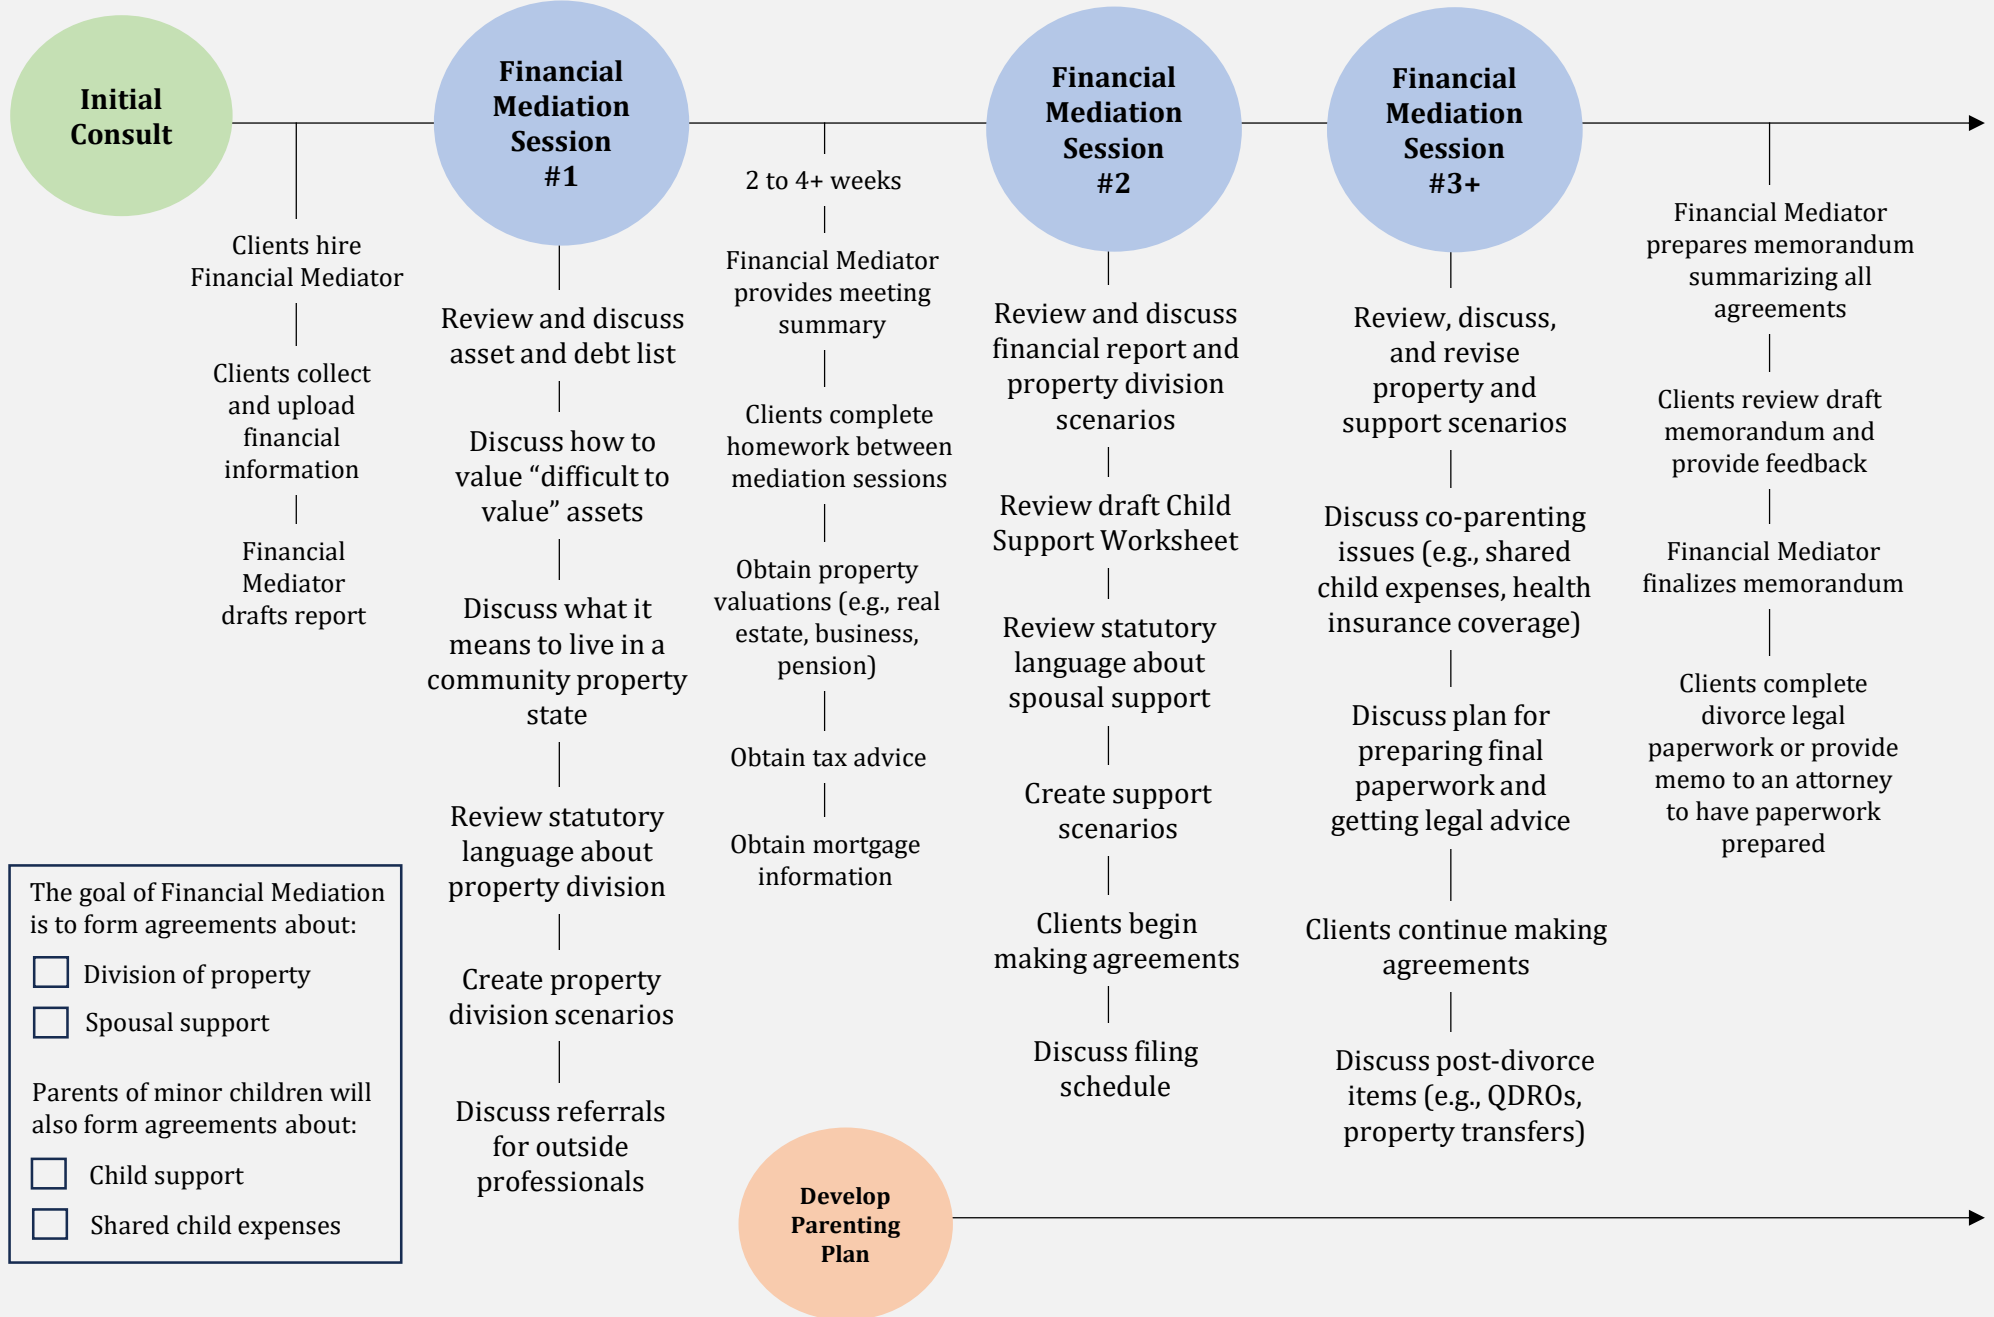 Initial
Consult
Clients hire
Financial Mediator
Clients collect
and upload
financial
information
Financial
Mediator
drafts report
Financial
Mediation
Session
#1
Review and discuss
asset and debt list
Discuss how to
value “difficult to
value” assets
Discuss what it
means to live in a
community property
state
Review statutory
language about
property division
Create property
division scenarios
Discuss referrals
for outside
professionals
2 to 4+ weeks
Financial Mediator
provides meeting
summary
Clients complete
homework between
mediation sessions
Obtain property
valuations (e.g., real
estate, business,
pension)
Obtain tax advice
Obtain mortgage
information
Financial
Mediation
Session
#2
Review and discuss
financial report and
property division
scenarios
Review draft Child
Support Worksheet
Review statutory
language about
spousal support
Create support
scenarios
Clients begin
making agreements
Discuss filing
schedule
Financial
Mediation
Session
#3+
Review, discuss,
and revise
property and
support scenarios
Discuss co-parenting
issues (e.g., shared
child expenses, health
insurance coverage)
Discuss plan for
preparing final
paperwork and
getting legal advice
Clients continue making
agreements
Discuss post-divorce
items (e.g., QDROs,
property transfers)
Financial Mediator
prepares memorandum
summarizing all
agreements
Clients review draft
memorandum and
provide feedback
Financial Mediator
finalizes memorandum
Clients complete
divorce legal
paperwork or provide
memo to an attorney
to have paperwork
prepared
The goal of Financial Mediation
is to form agreements about:
Division of property
Spousal support
Parents of minor children will
also form agreements about:
Child support
Shared child expenses
Develop
Parenting
Plan